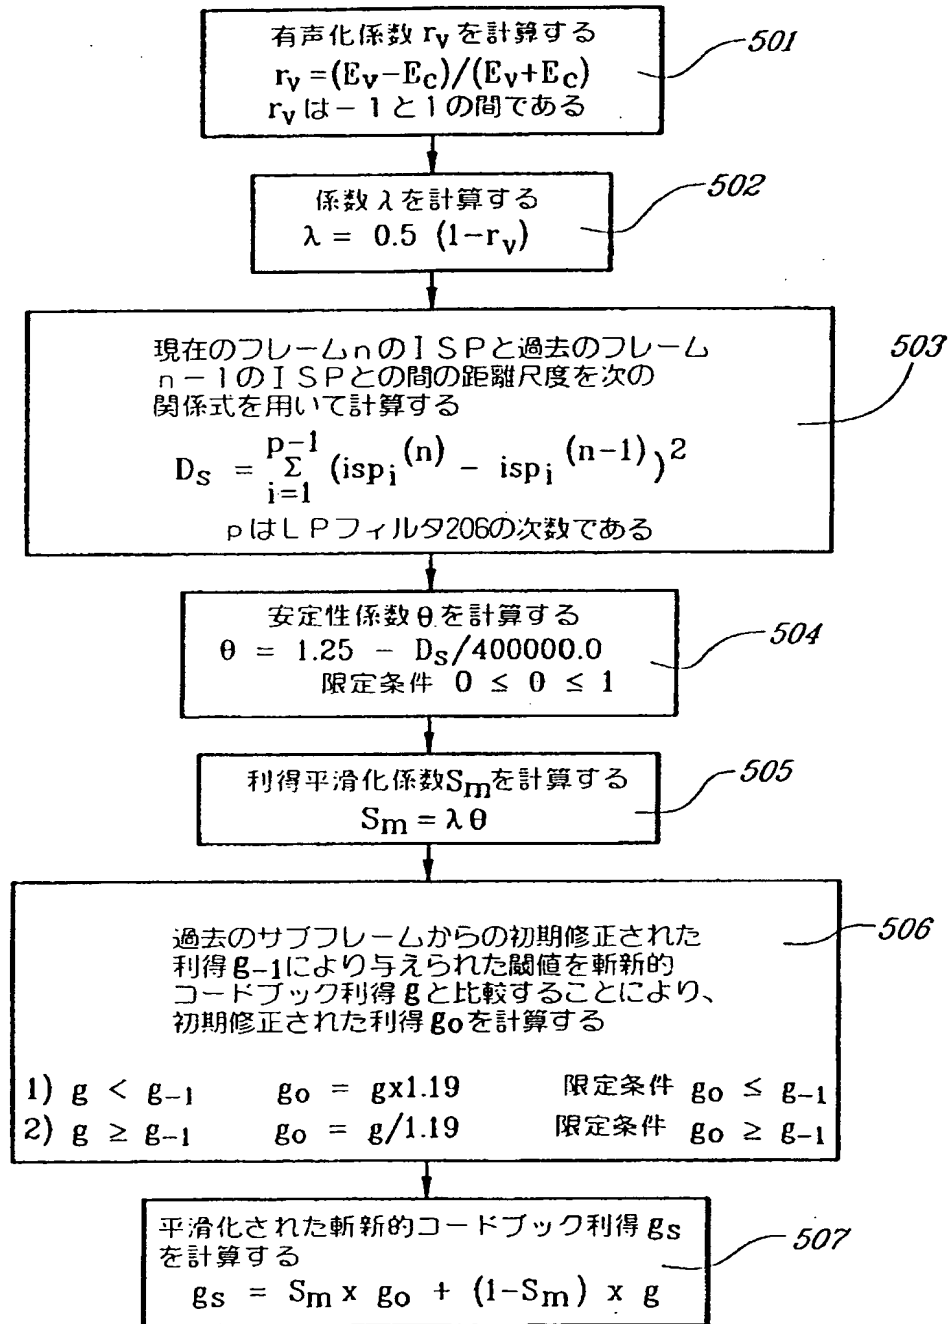 有声化係数 rv を計算する
rv =(Ev−Ec)/(Ev+Ec)
rv は−1と1の間である
501
係数 λ を計算する
λ = 0.5 (1−rv)
502
現在のフレームnのISPと過去のフレーム
n−1のISPとの間の距離尺度を次の
関係式を用いて計算する
Ds = p−1 Σ i=1 (ispi(n) − ispi(n−1))2
pはLPフィルタ206の次数である
503
安定性係数 θ を計算する
θ = 1.25 − Ds/400000.0
限定条件 0 ≤ θ ≤ 1
504
利得平滑化係数Smを計算する
Sm = λθ
505
過去のサブフレームからの初期修正された
利得g−1により与えられた閾値を斬新的
コードブック利得gと比較することにより、
初期修正された利得goを計算する
1) g < g−1 go = gx1.19 限定条件 go ≤ g−1
2) g ≥ g−1 go = g/1.19 限定条件 go ≥ g−1
506
平滑化された斬新的コードブック利得gs
を計算する
gs = Sm x go + (1−Sm) x g
507